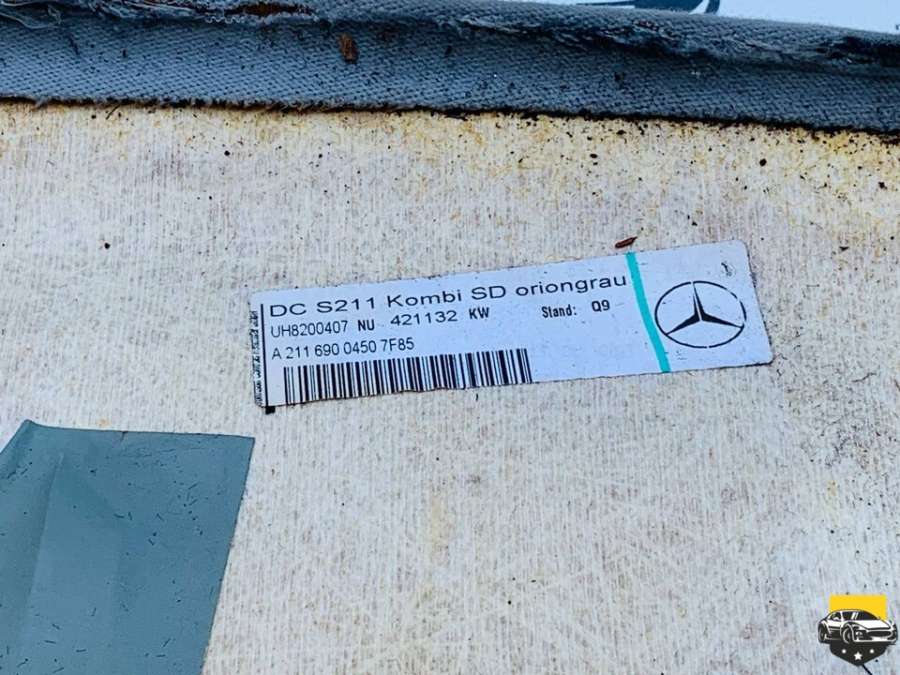 DC S211 Kombi SD oriongrau
UH8200407 NU 421132 KW Stand: Q9
A 211 690 0450 7F85